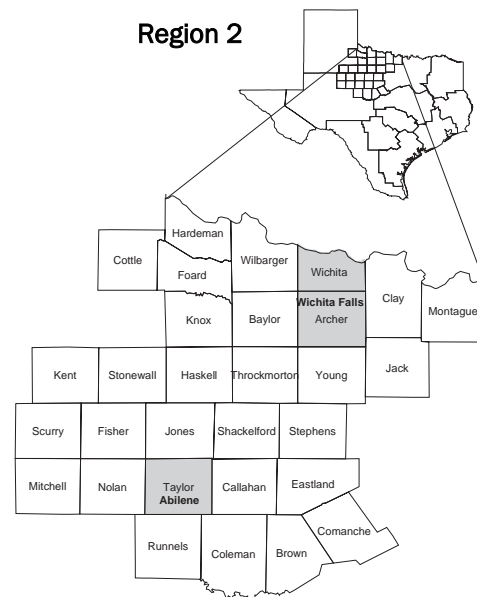 Region 2
Hardeman
Cottle
Foard
Wilbarger
Wichita
Wichita Falls
Archer
Clay
Montague
Knox
Baylor
Kent
Stonewall
Haskell
Throckmorton
Young
Jack
Scurry
Fisher
Jones
Shackelford
Stephens
Mitchell
Nolan
Taylor
Abilene
Callahan
Eastland
Runnels
Coleman
Brown
Comanche